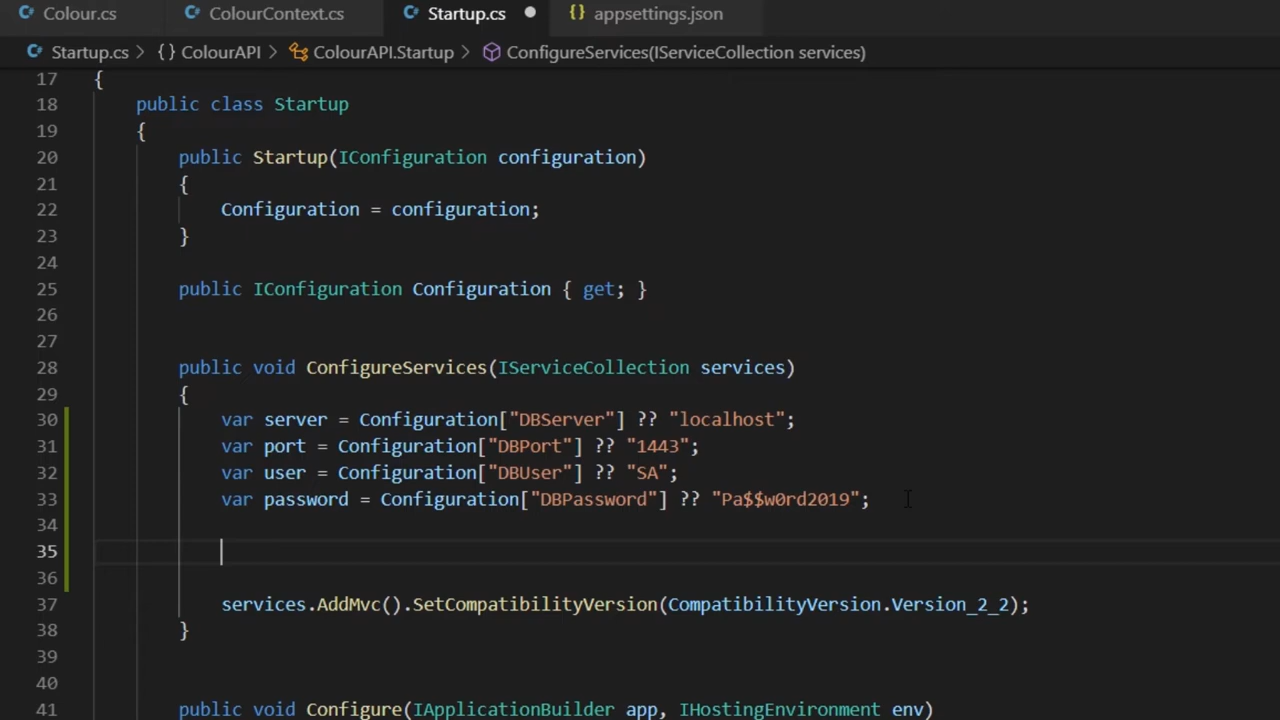 Colour.cs ColourContext.cs Startup.cs appsettings.json
Startup.cs > {} ColourAPI > ColourAPI.Startup > ConfigureServices(IServiceCollection services)
17 {
18 public class Startup
19 {
20 public Startup(IConfiguration configuration)
21 {
22 Configuration = configuration;
23 }
24
25 public IConfiguration Configuration { get; }
26
27
28 public void ConfigureServices(IServiceCollection services)
29 {
30 var server = Configuration["DBServer"] ?? "localhost";
31 var port = Configuration["DBPort"] ?? "1443";
32 var user = Configuration["DBUser"] ?? "SA";
33 var password = Configuration["DBPassword"] ?? "Pa$$w0rd2019";
34
35
36
37 services.AddMvc().SetCompatibilityVersion(CompatibilityVersion.Version_2_2);
38 }
39
40
41 public void Configure(IApplicationBuilder app, IHostingEnvironment env)